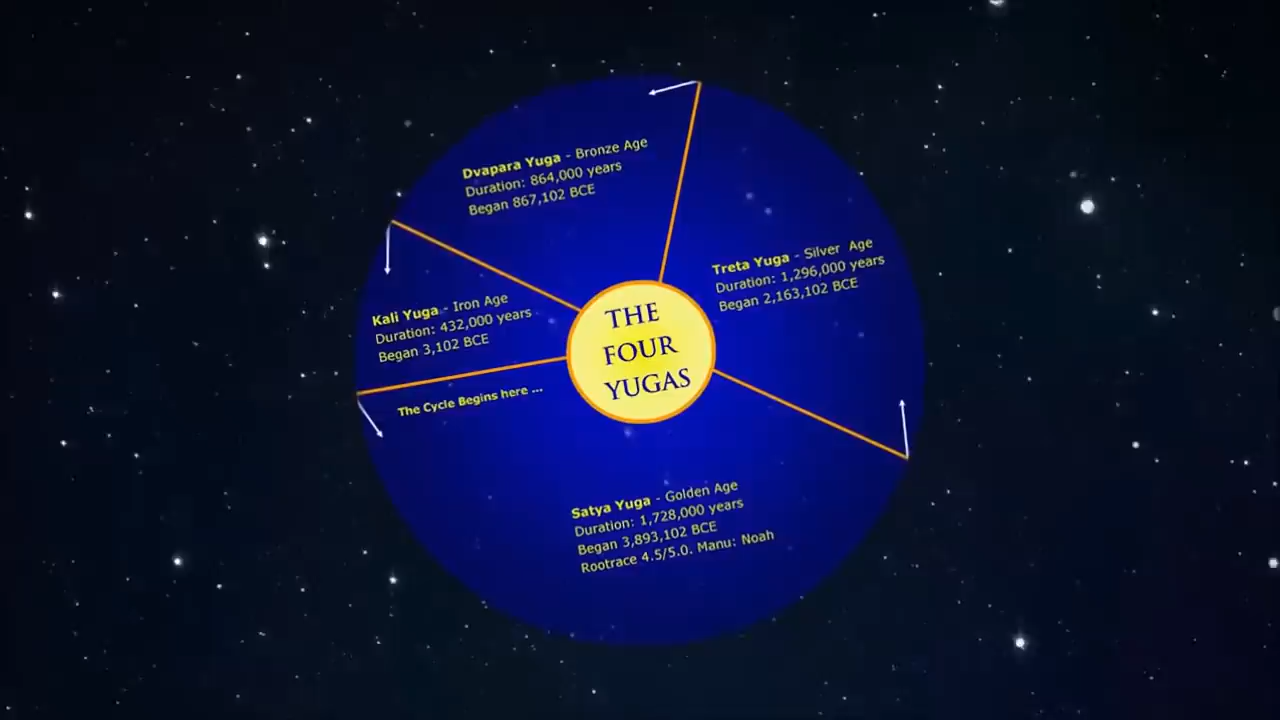 Dvapara Yuga - Bronze Age
Duration: 864,000 years
Began 867,102 BCE
Treta Yuga - Silver Age
Duration: 1,296,000 years
Began 2,163,102 BCE
Kali Yuga - Iron Age
Duration: 432,000 years
Began 3,102 BCE
THE
FOUR
YUGAS
The Cycle Begins here ...
Satya Yuga - Golden Age
Duration: 1,728,000 years
Began 3,893,102 BCE
Rootrace 4.5/5.0. Manu: Noah